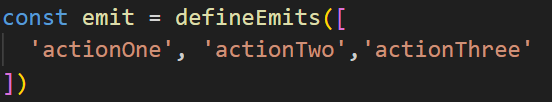 const emit = defineEmits([
  'actionOne', 'actionTwo','actionThree'
])